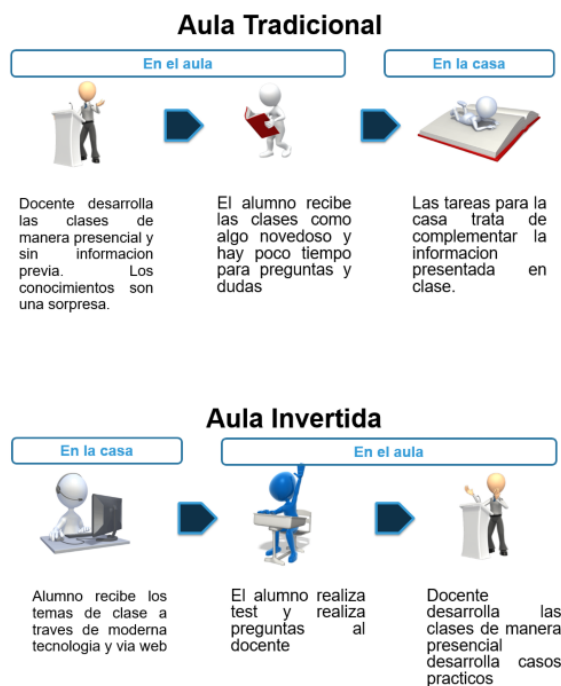 Aula Tradicional
En el aula
En la casa
Docente desarrolla
las clases de
manera presencial y
sin informacion
previa. Los
conocimientos son
una sorpresa.
El alumno recibe
las clases como
algo novedoso y
hay poco tiempo
para preguntas y
dudas
Las tareas para la
casa trata de
complementar la
informacion
presentada en
clase.
Aula Invertida
En la casa
En el aula
Alumno recibe los
temas de clase a
traves de moderna
tecnologia y via web
El alumno realiza
test y realiza
preguntas al
docente
Docente
desarrolla las
clases de manera
presencial
desarrolla casos
practicos